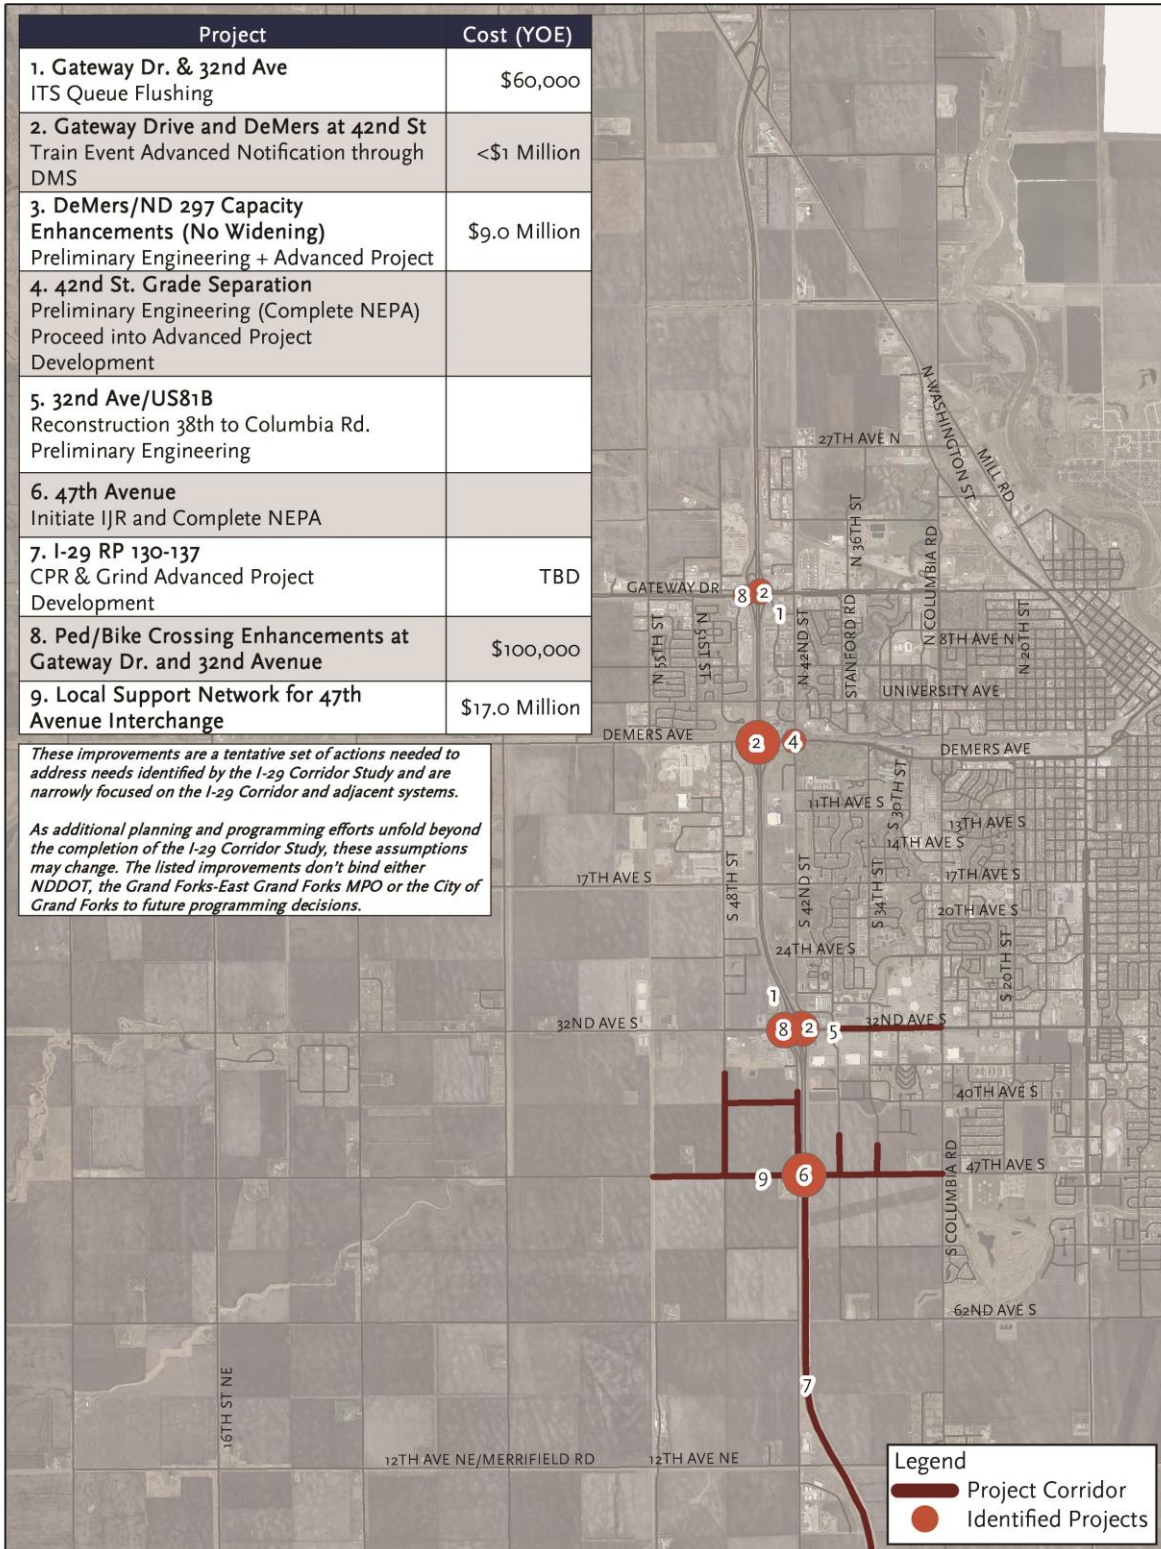 Project
Cost (YOE)
1. Gateway Dr. & 32nd Ave
ITS Queue Flushing
$60,000
2. Gateway Drive and DeMers at 42nd St
Train Event Advanced Notification through
DMS
<$1 Million
3. DeMers/ND 297 Capacity
Enhancements (No Widening)
Preliminary Engineering + Advanced Project
$9.0 Million
4. 42nd St. Grade Separation
Preliminary Engineering (Complete NEPA)
Proceed into Advanced Project
Development
5. 32nd Ave/US81B
Reconstruction 38th to Columbia Rd.
Preliminary Engineering
6. 47th Avenue
Initiate IJR and Complete NEPA
7. I-29 RP 130-137
CPR & Grind Advanced Project
Development
TBD
8. Ped/Bike Crossing Enhancements at
Gateway Dr. and 32nd Avenue
$100,000
9. Local Support Network for 47th
Avenue Interchange
$17.0 Million
These improvements are a tentative set of actions needed to
address needs identified by the I-29 Corridor Study and are
narrowly focused on the I-29 Corridor and adjacent systems.
As additional planning and programming efforts unfold beyond
the completion of the I-29 Corridor Study, these assumptions
may change. The listed improvements don't bind either
NDDOT, the Grand Forks-East Grand Forks MPO or the City of
Grand Forks to future programming decisions.
N WASHINGTON ST
MILL RD
27TH AVE N
N 36TH ST
N COLUMBIA RD
GATEWAY DR
8
2
1
N 55TH ST
N 51ST ST
N 42ND ST
STANFORD RD
8TH AVE N
N 20TH ST
UNIVERSITY AVE
DEMERS AVE
2
4
DEMERS AVE
11TH AVE S
S 30TH ST
13TH AVE S
14TH AVE S
17TH AVE S
S 48TH ST
S 42ND ST
S 34TH ST
17TH AVE S
20TH AVE S
24TH AVE S
S 20TH ST
1
32ND AVE S
8
2
5
32ND AVE S
40TH AVE S
47TH AVE S
9
6
S COLUMBIA RD
62ND AVE S
7
16TH ST NE
12TH AVE NE/MERRIFIELD RD
12TH AVE NE
Legend
Project Corridor
Identified Projects